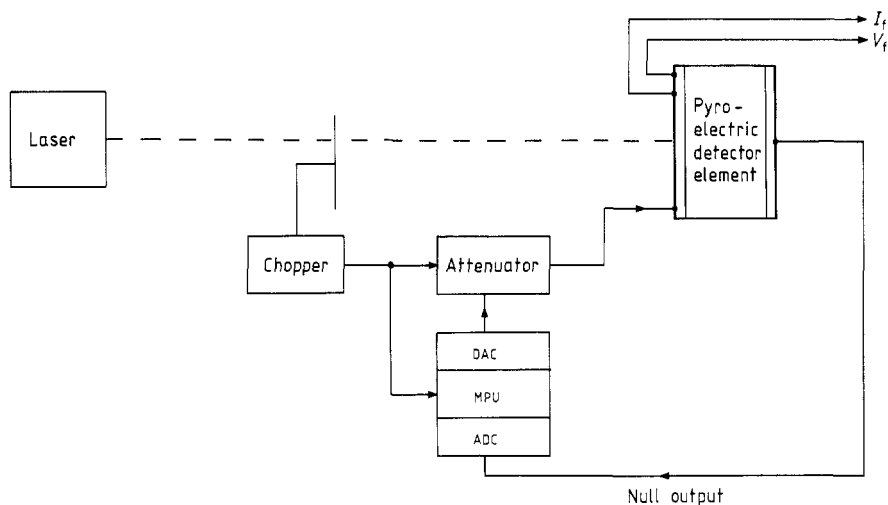 I_f
V_f
Laser
Pyro-
electric
detector
element
Chopper
Attenuator
DAC
MPU
ADC
Null output